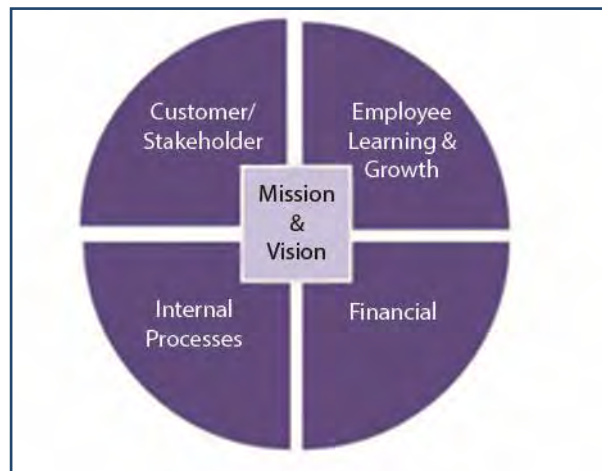 Customer/
Stakeholder
Employee
Learning &
Growth
Mission
&
Vision
Internal
Processes
Financial